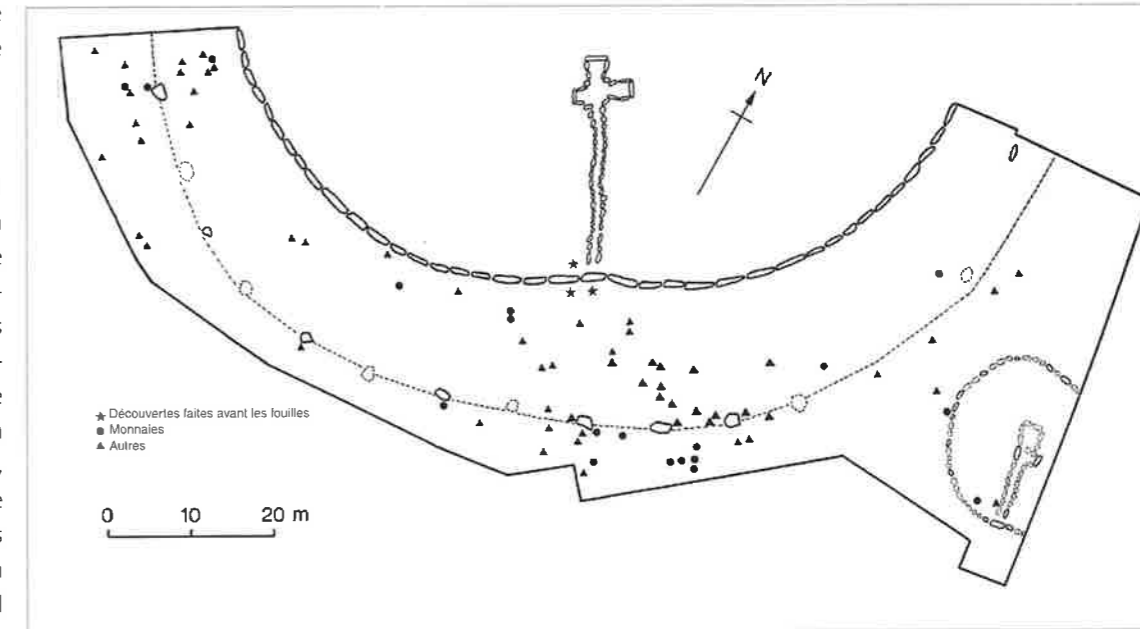 N
★ Découvertes faites avant les fouilles
● Monnaies
▲ Autres
0 10 20 m